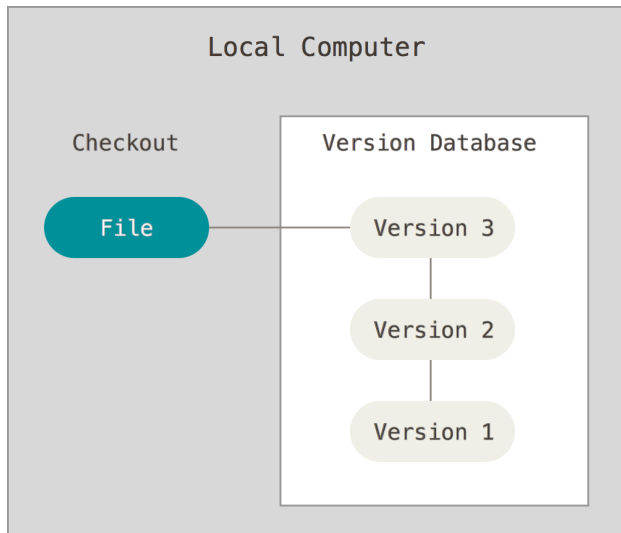 Local Computer
Checkout
Version Database
File
Version 3
Version 2
Version 1